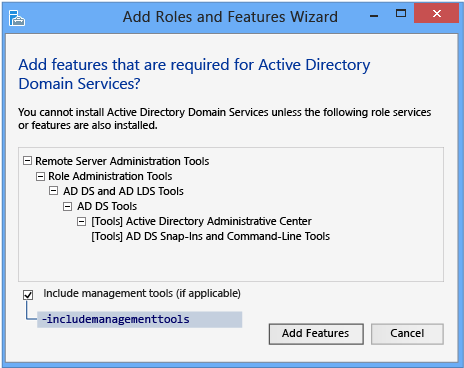 Add Roles and Features Wizard
Add features that are required for Active Directory
Domain Services?
You cannot install Active Directory Domain Services unless the following role services
or features are also installed.
Remote Server Administration Tools
Role Administration Tools
AD DS and AD LDS Tools
AD DS Tools
[Tools] Active Directory Administrative Center
[Tools] AD DS Snap-Ins and Command-Line Tools
Include management tools (if applicable)
-includemanagementtools
Add Features
Cancel